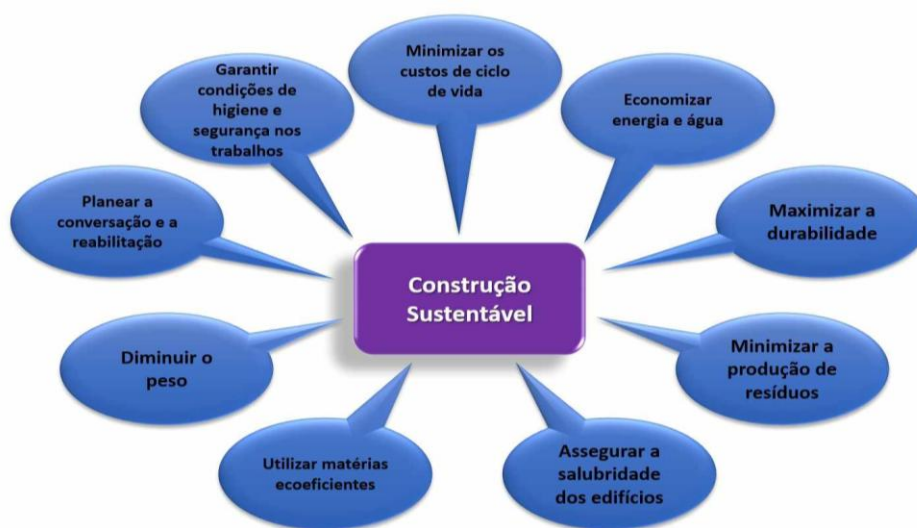 Minimizar os
custos de ciclo
de vida
Garantir
condições de
higiene e
segurança nos
trabalhos
Economizar
energia e água
Planear a
conversação e a
reabilitação
Maximizar a
durabilidade
Construção
Sustentável
Diminuir o
peso
Minimizar a
produção de
resíduos
Utilizar matérias
ecoeficientes
Assegurar a
salubridade
dos edifícios